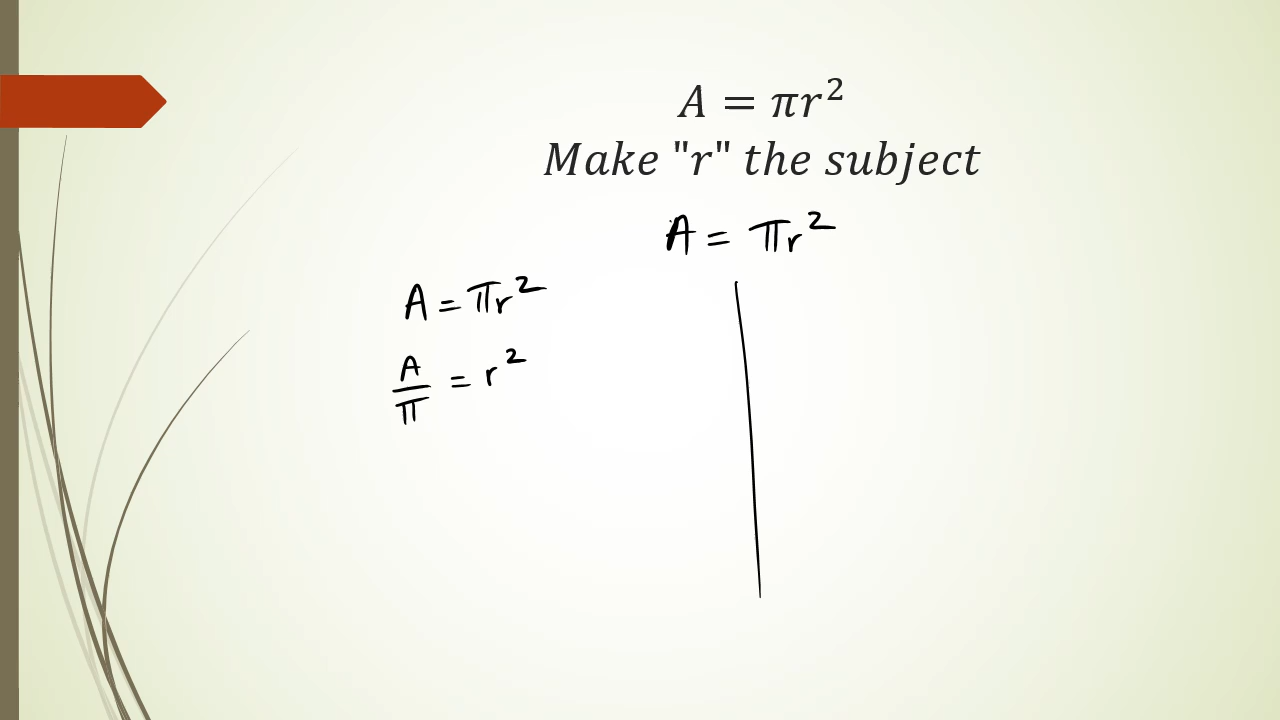 A = πr²
Make "r" the subject
A = πr²
A = πr²
A/π = r²